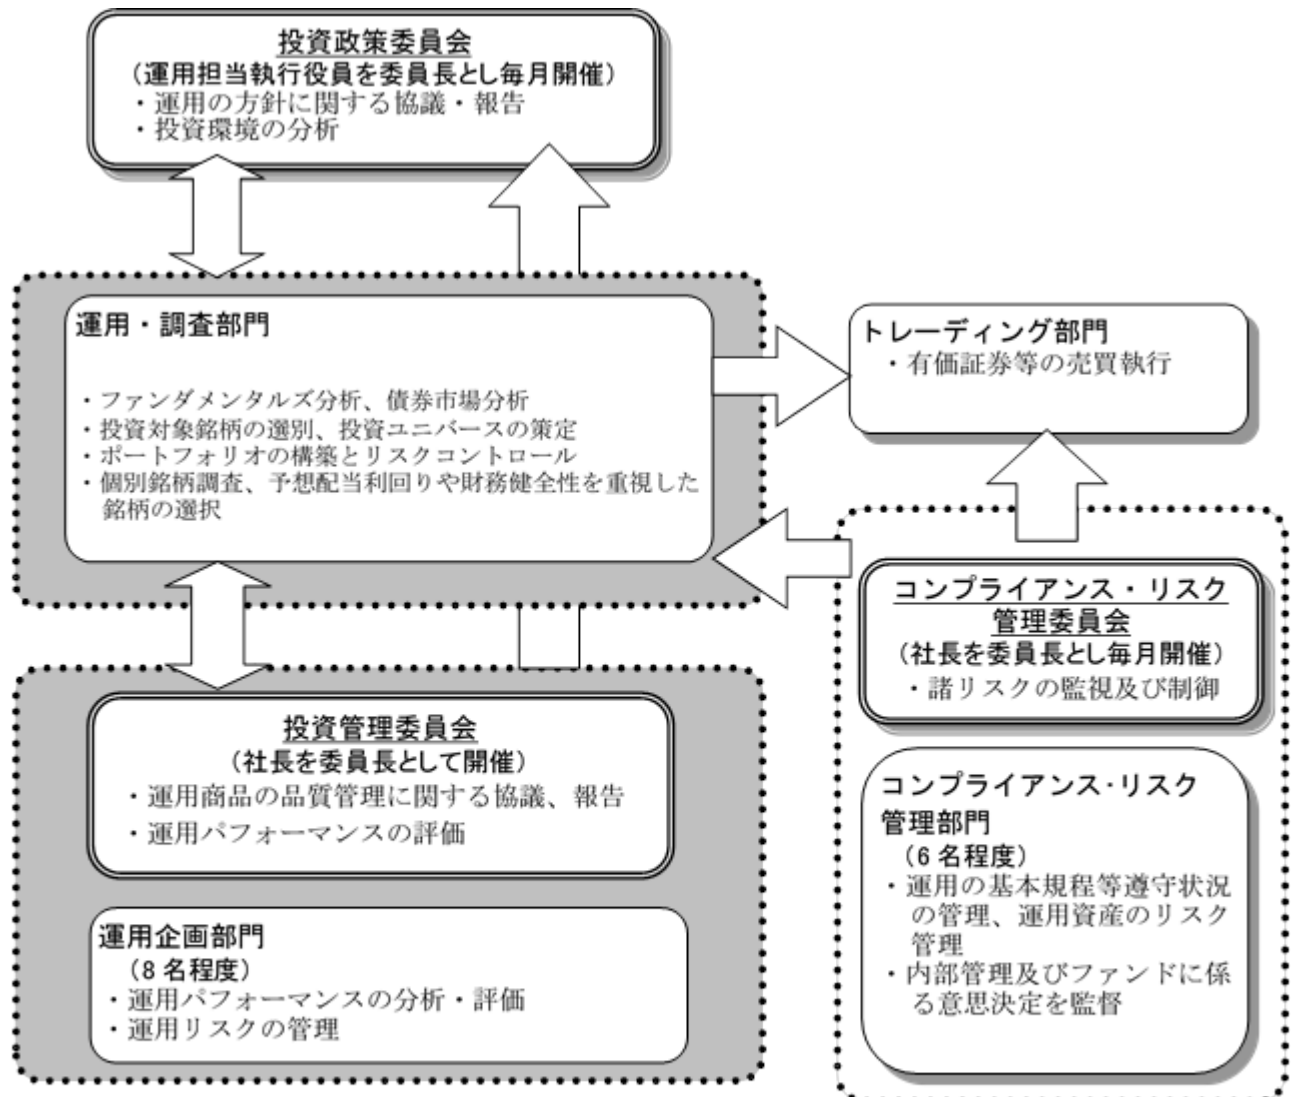 投資政策委員会
（運用担当執行役員を委員長とし毎月開催）
・運用の方針に関する協議・報告
・投資環境の分析
運用・調査部門
・ファンダメンタルズ分析、債券市場分析
・投資対象銘柄の選別、投資ユニバースの策定
・ポートフォリオの構築とリスクコントロール
・個別銘柄調査、予想配当利回りや財務健全性を重視した
銘柄の選択
トレーディング部門
・有価証券等の売買執行
コンプライアンス・リスク
管理委員会
（社長を委員長とし毎月開催）
・諸リスクの監視及び制御
投資管理委員会
（社長を委員長として開催）
・運用商品の品質管理に関する協議、報告
・運用パフォーマンスの評価
コンプライアンス・リスク
管理部門
（6名程度）
・運用の基本規程等遵守状況
の管理、運用資産のリスク
管理
・内部管理及びファンドに係
る意思決定を監督
運用企画部門
（8名程度）
・運用パフォーマンスの分析・評価
・運用リスクの管理